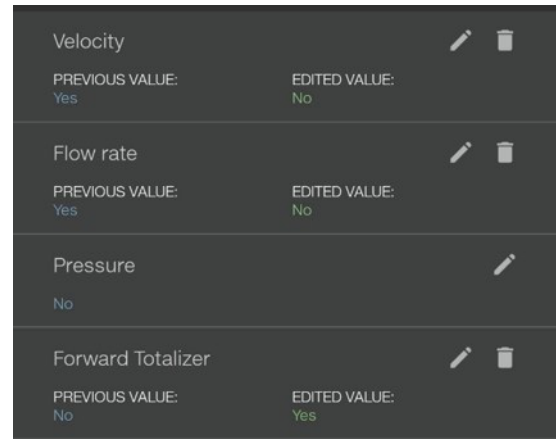 Velocity
PREVIOUS VALUE: EDITED VALUE:
Yes No
Flow rate
PREVIOUS VALUE: EDITED VALUE:
Yes No
Pressure
No
Forward Totalizer
PREVIOUS VALUE: EDITED VALUE:
No Yes